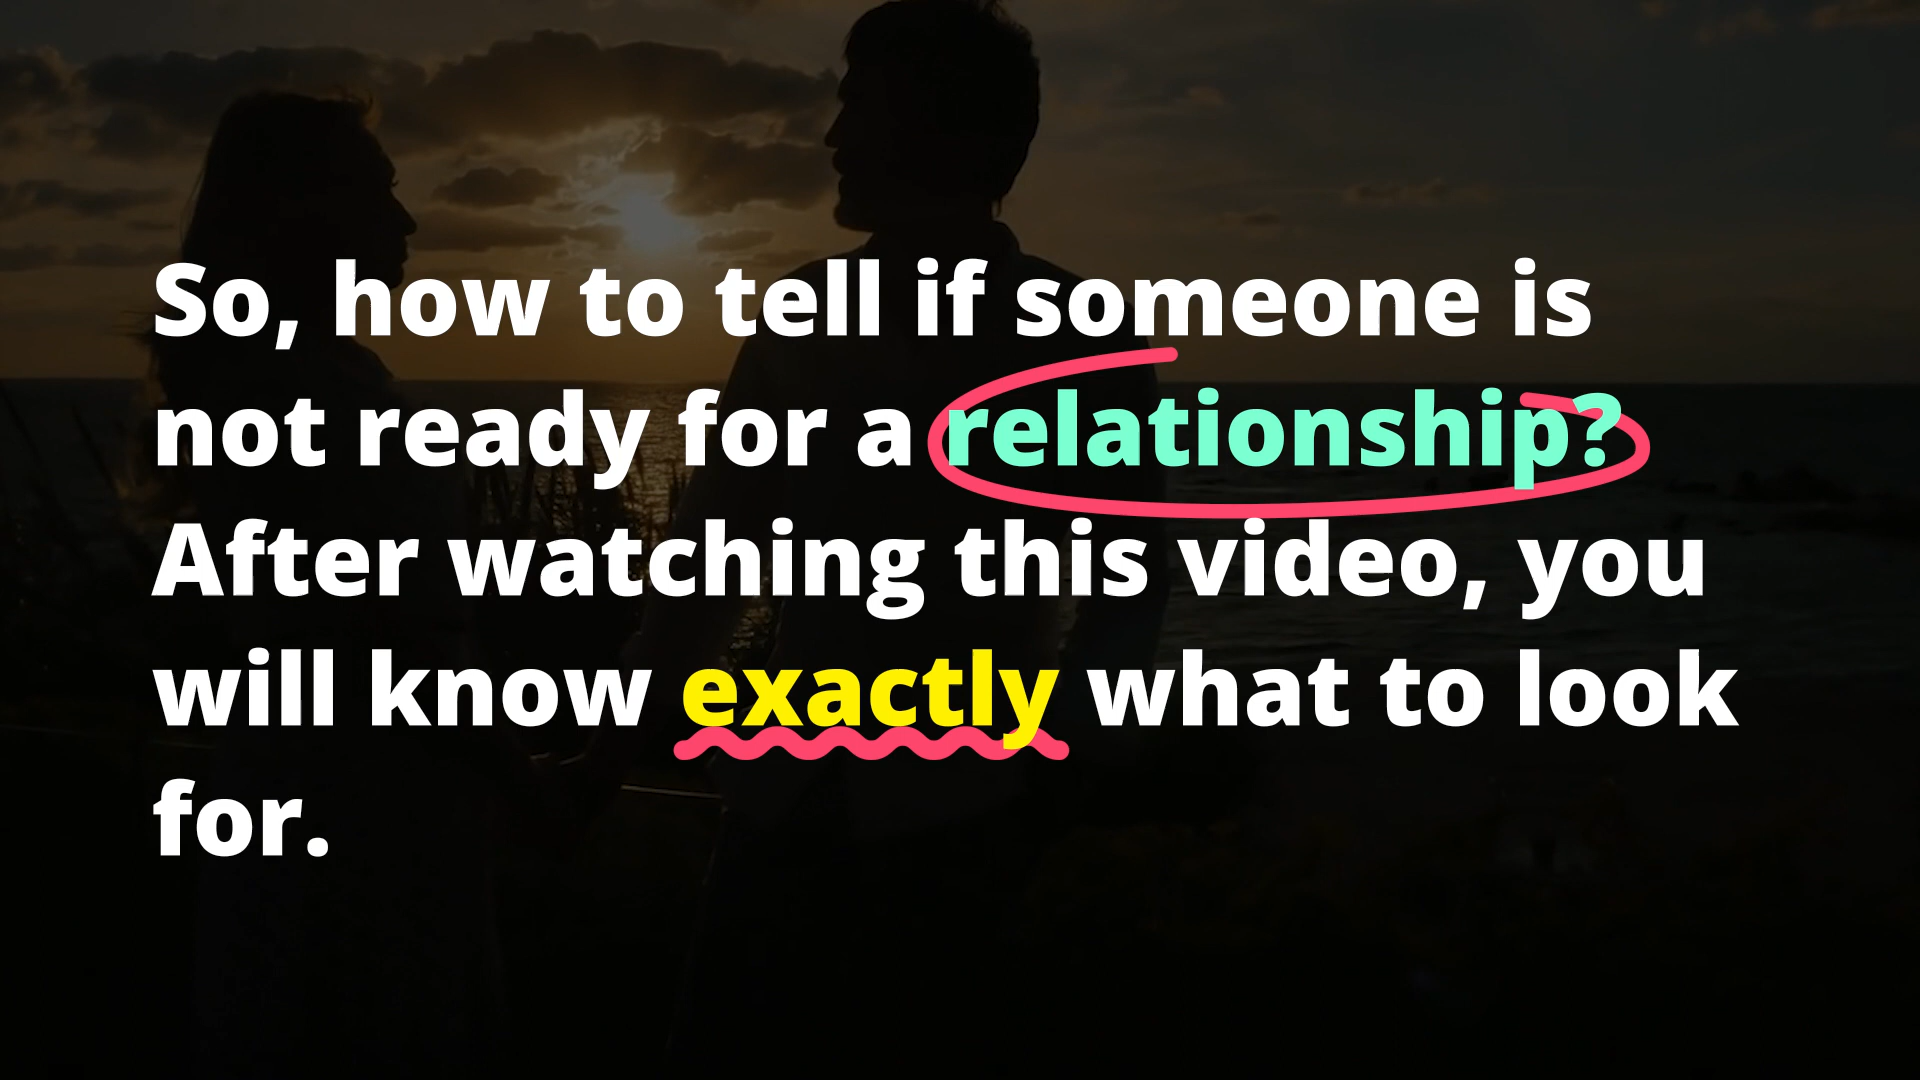 So, how to tell if someone is
not ready for a relationship?
After watching this video, you
will know exactly what to look
for.